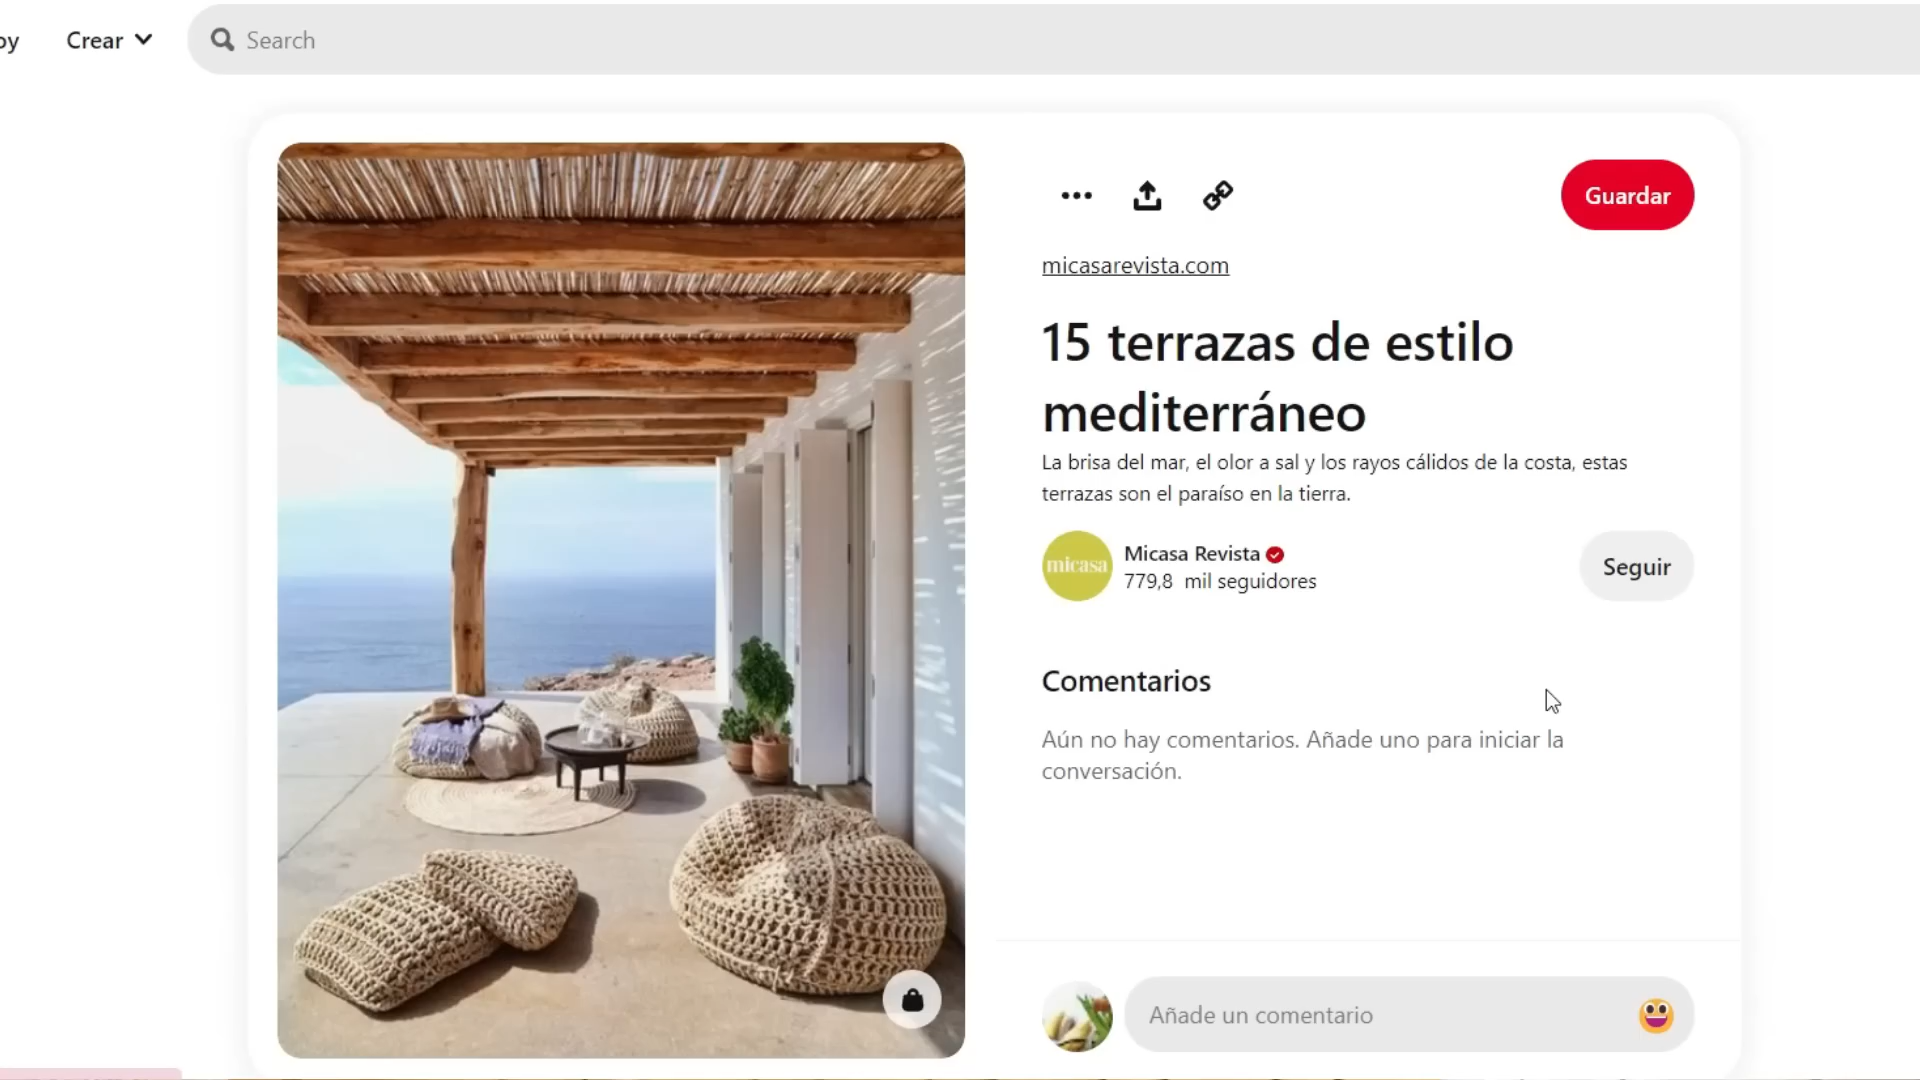 Crear
Search
Guardar
micasarevista.com
15 terrazas de estilo
mediterráneo
La brisa del mar, el olor a sal y los rayos cálidos de la costa, estas
terrazas son el paraíso en la tierra.
micasa
Micasa Revista
779,8 mil seguidores
Seguir
Comentarios
Aún no hay comentarios. Añade uno para iniciar la
conversación.
Añade un comentario